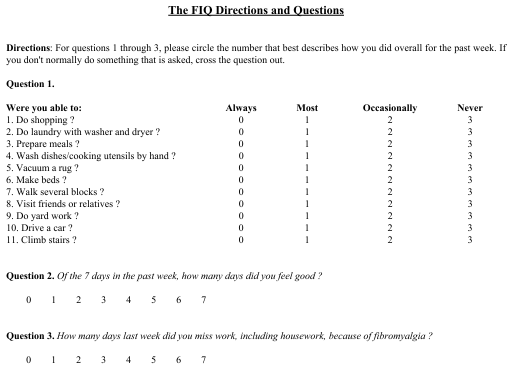 The FIQ Directions and Questions
Directions: For questions 1 through 3, please circle the number that best describes how you did overall for the past week. If
you don't normally do something that is asked, cross the question out.
Question 1.
Were you able to: Always Most Occasionally Never
1. Do shopping ? 0 1 2 3
2. Do laundry with washer and dryer ? 0 1 2 3
3. Prepare meals ? 0 1 2 3
4. Wash dishes/cooking utensils by hand ? 0 1 2 3
5. Vacuum a rug ? 0 1 2 3
6. Make beds ? 0 1 2 3
7. Walk several blocks ? 0 1 2 3
8. Visit friends or relatives ? 0 1 2 3
9. Do yard work ? 0 1 2 3
10. Drive a car ? 0 1 2 3
11. Climb stairs ? 0 1 2 3
Question 2. Of the 7 days in the past week, how many days did you feel good ?
0 1 2 3 4 5 6 7
Question 3. How many days last week did you miss work, including housework, because of fibromyalgia ?
0 1 2 3 4 5 6 7